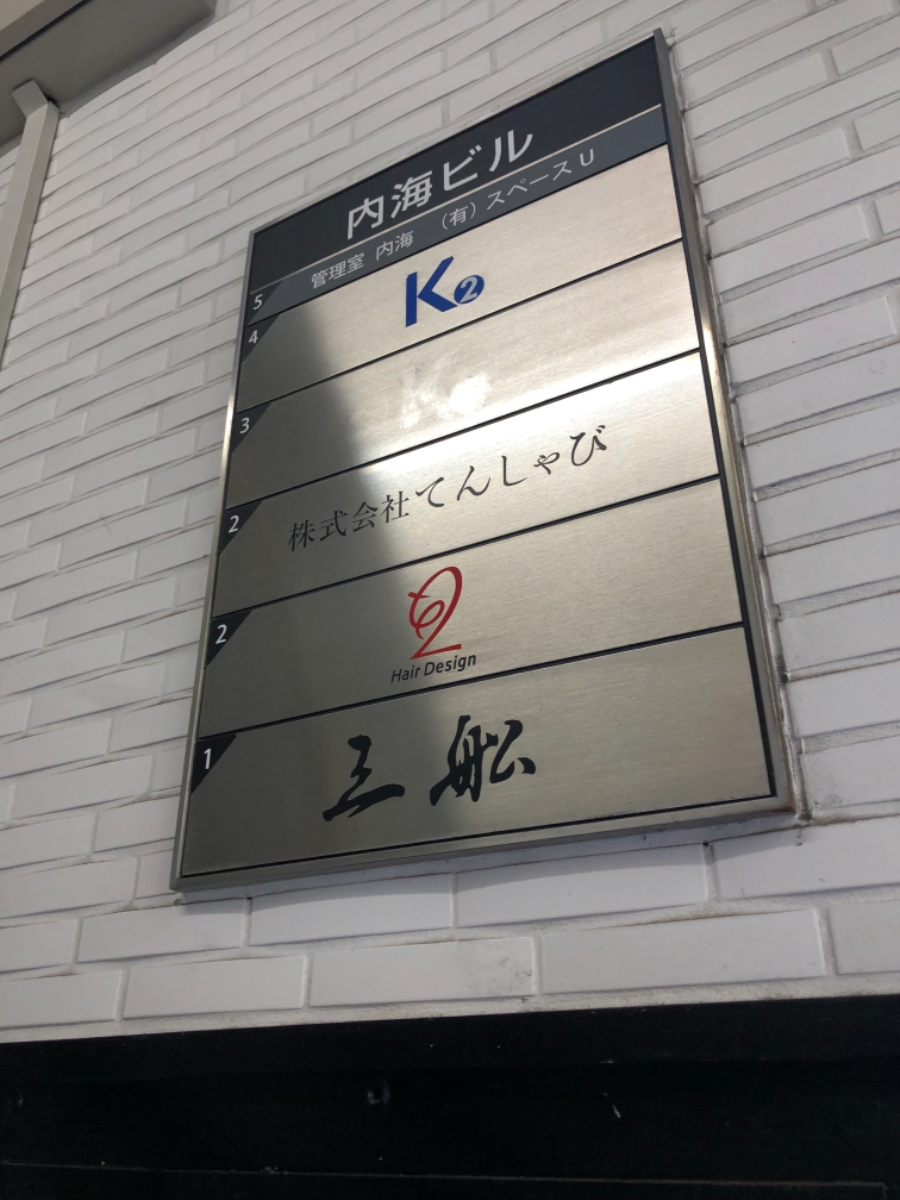 内海ビル
5 管理室 内海 (有)スペースU
4 K2
3
2 株式会社てんしゃび
2
Hair Design
1 三船